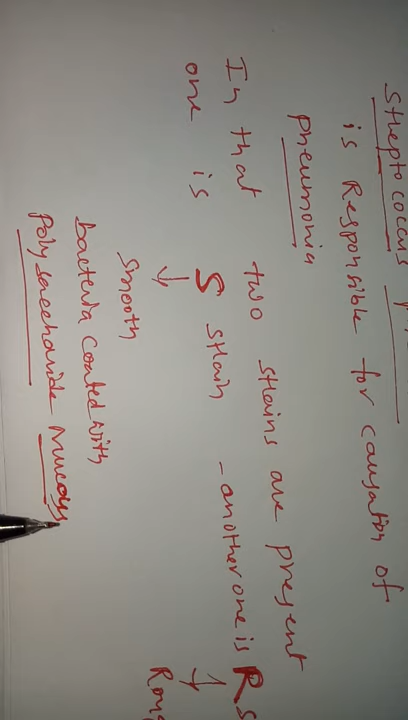 Streptococcus
is Responsible for causation of
pneumonia
In that two strains are present
one is S strain - another one is R
↓ ↓
Smooth
bacteria coated with
Polysaccharide Mucous